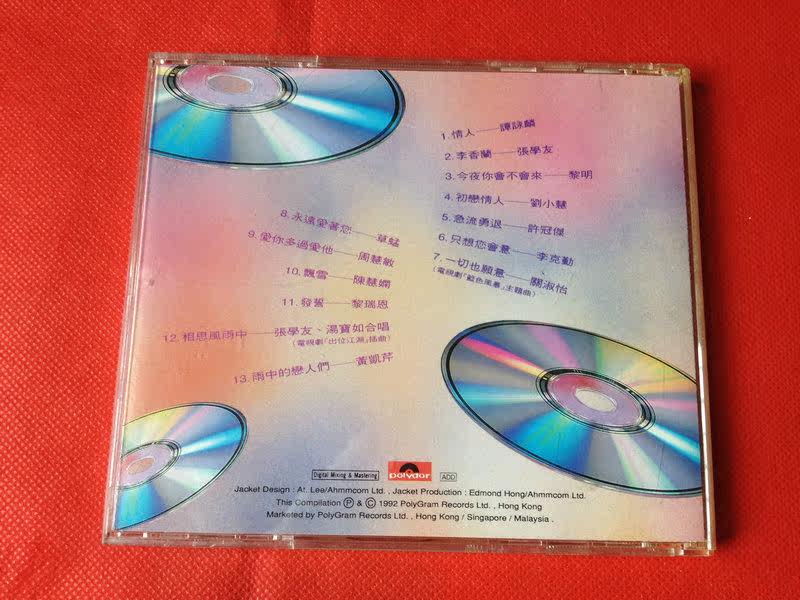 1.情人——譚詠麟
2.李香蘭——張學友
3.今夜你會不會來——黎明
4.初戀情人——劉小慧
5.急流勇退——許冠傑
6.只想您會意——李克勤
7.一切也願意——關淑怡
(電視劇「藍色風暴」主題曲)
8.永遠愛著您——草蜢
9.愛你多過愛他——周慧敏
10.飄雪——陳慧嫻
11.發誓——黎瑞恩
12.相思風雨中——張學友、湯寶如合唱
(電視劇「出位江湖」插曲)
13.雨中的戀人們——黃凱芹
Digital Mixing & Mastering
polydor
ADD
Jacket Design : At. Lee/Ahmmcom Ltd. , Jacket Production : Edmond Hong/Ahmmcom Ltd.
This Compilation Ⓟ & © 1992 PolyGram Records Ltd. , Hong Kong
Marketed by PolyGram Records Ltd. , Hong Kong / Singapore / Malaysia .